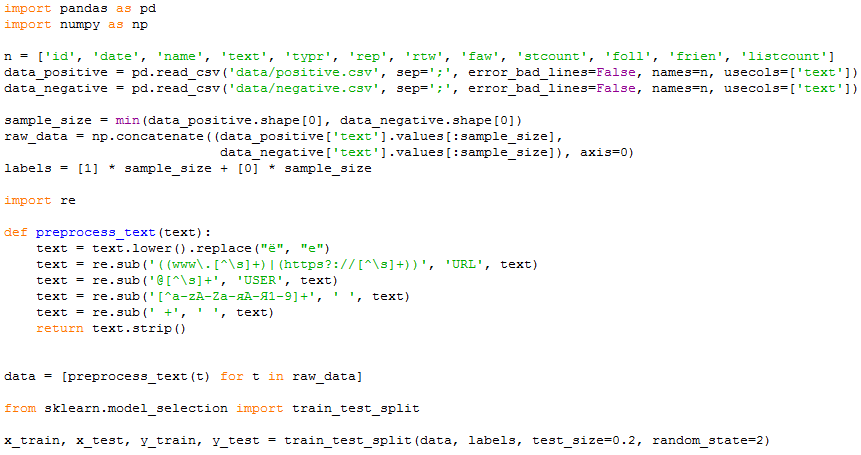 import pandas as pd
import numpy as np

n = ['id', 'date', 'name', 'text', 'typr', 'rep', 'rtw', 'faw', 'stcount', 'foll', 'frien', 'listcount']
data_positive = pd.read_csv('data/positive.csv', sep=';', error_bad_lines=False, names=n, usecols=['text'])
data_negative = pd.read_csv('data/negative.csv', sep=';', error_bad_lines=False, names=n, usecols=['text'])

sample_size = min(data_positive.shape[0], data_negative.shape[0])
raw_data = np.concatenate((data_positive['text'].values[:sample_size],
                           data_negative['text'].values[:sample_size]), axis=0)
labels = [1] * sample_size + [0] * sample_size

import re

def preprocess_text(text):
    text = text.lower().replace("ё", "е")
    text = re.sub('((www\.[^\s]+)|(https?://[^\s]+))', 'URL', text)
    text = re.sub('@[^\s]+', 'USER', text)
    text = re.sub('[^a-zA-Zа-яА-Я1-9]+', ' ', text)
    text = re.sub(' +', ' ', text)
    return text.strip()


data = [preprocess_text(t) for t in raw_data]

from sklearn.model_selection import train_test_split

x_train, x_test, y_train, y_test = train_test_split(data, labels, test_size=0.2, random_state=2)